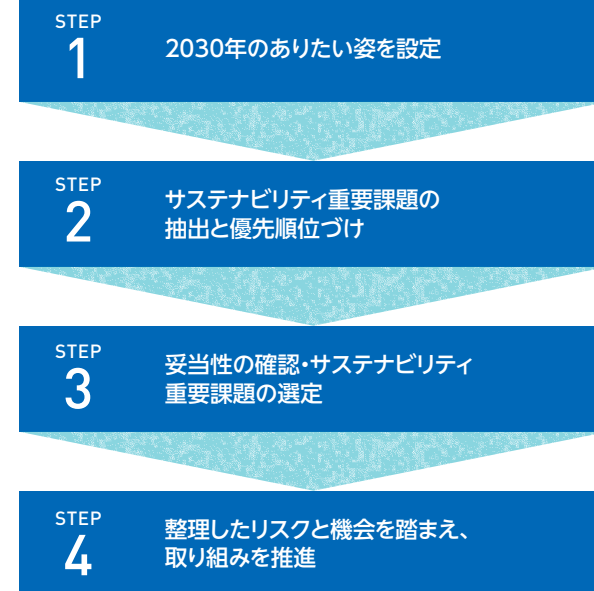 STEP
1
2030年のありたい姿を設定
STEP
2
サステナビリティ重要課題の
抽出と優先順位づけ
STEP
3
妥当性の確認・サステナビリティ
重要課題の選定
STEP
4
整理したリスクと機会を踏まえ、
取り組みを推進